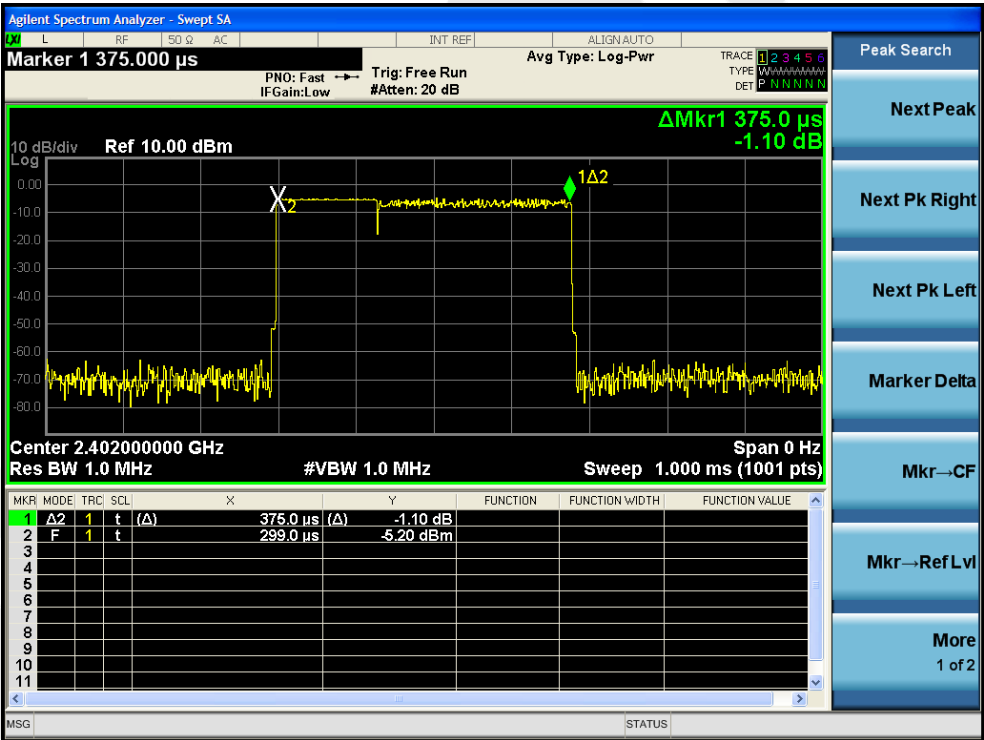 Agilent Spectrum Analyzer - Swept SA
LXI L RF 50 Ω AC INT REF ALIGN AUTO
Marker 1 375.000 µs
PNO: Fast
IFGain:Low
Trig: Free Run
#Atten: 20 dB
Avg Type: Log-Pwr
TRACE 1 2 3 4 5 6
TYPE WWWWWW
DET P N N N N N
ΔMkr1 375.0 µs
-1.10 dB
10 dB/div Ref 10.00 dBm
Log
0.00
-10.0
-20.0
-30.0
-40.0
-50.0
-60.0
-70.0
-80.0
X2
1Δ2
Center 2.402000000 GHz Span 0 Hz
Res BW 1.0 MHz #VBW 1.0 MHz Sweep 1.000 ms (1001 pts)
MKR MODE TRC SCL X Y FUNCTION FUNCTION WIDTH FUNCTION VALUE
1 Δ2 1 t (Δ) 375.0 µs (Δ) -1.10 dB
2 F 1 t 299.0 µs -5.20 dBm
3
4
5
6
7
8
9
10
11
MSG STATUS
Peak Search
Next Peak
Next Pk Right
Next Pk Left
Marker Delta
Mkr→CF
Mkr→Ref Lvl
More
1 of 2